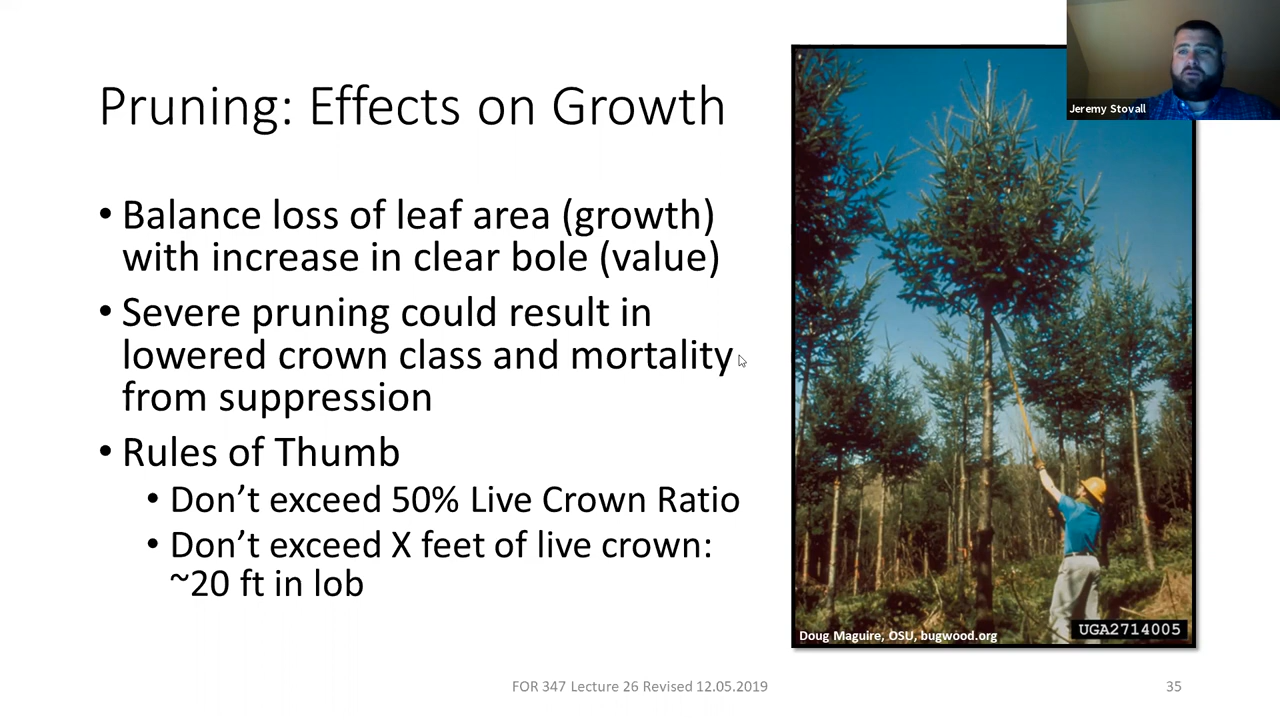 Pruning: Effects on Growth
• Balance loss of leaf area (growth)
with increase in clear bole (value)
• Severe pruning could result in
lowered crown class and mortality
from suppression
• Rules of Thumb
• Don’t exceed 50% Live Crown Ratio
• Don’t exceed X feet of live crown:
~20 ft in lob
Jeremy Stovall
Doug Maguire, OSU, bugwood.org
UGA2714005
FOR 347 Lecture 26 Revised 12.05.2019
35